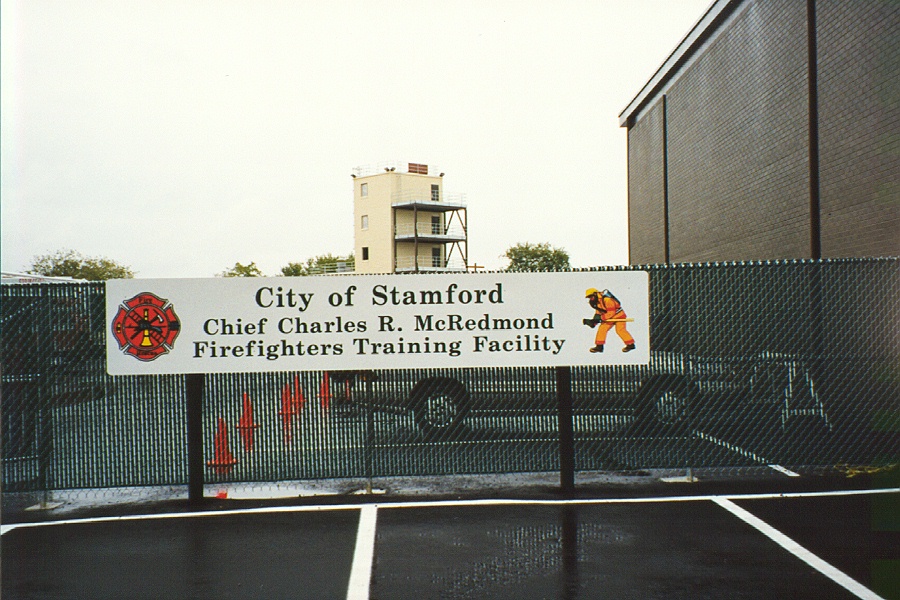 City of Stamford
Chief Charles R. McRedmond
Firefighters Training Facility